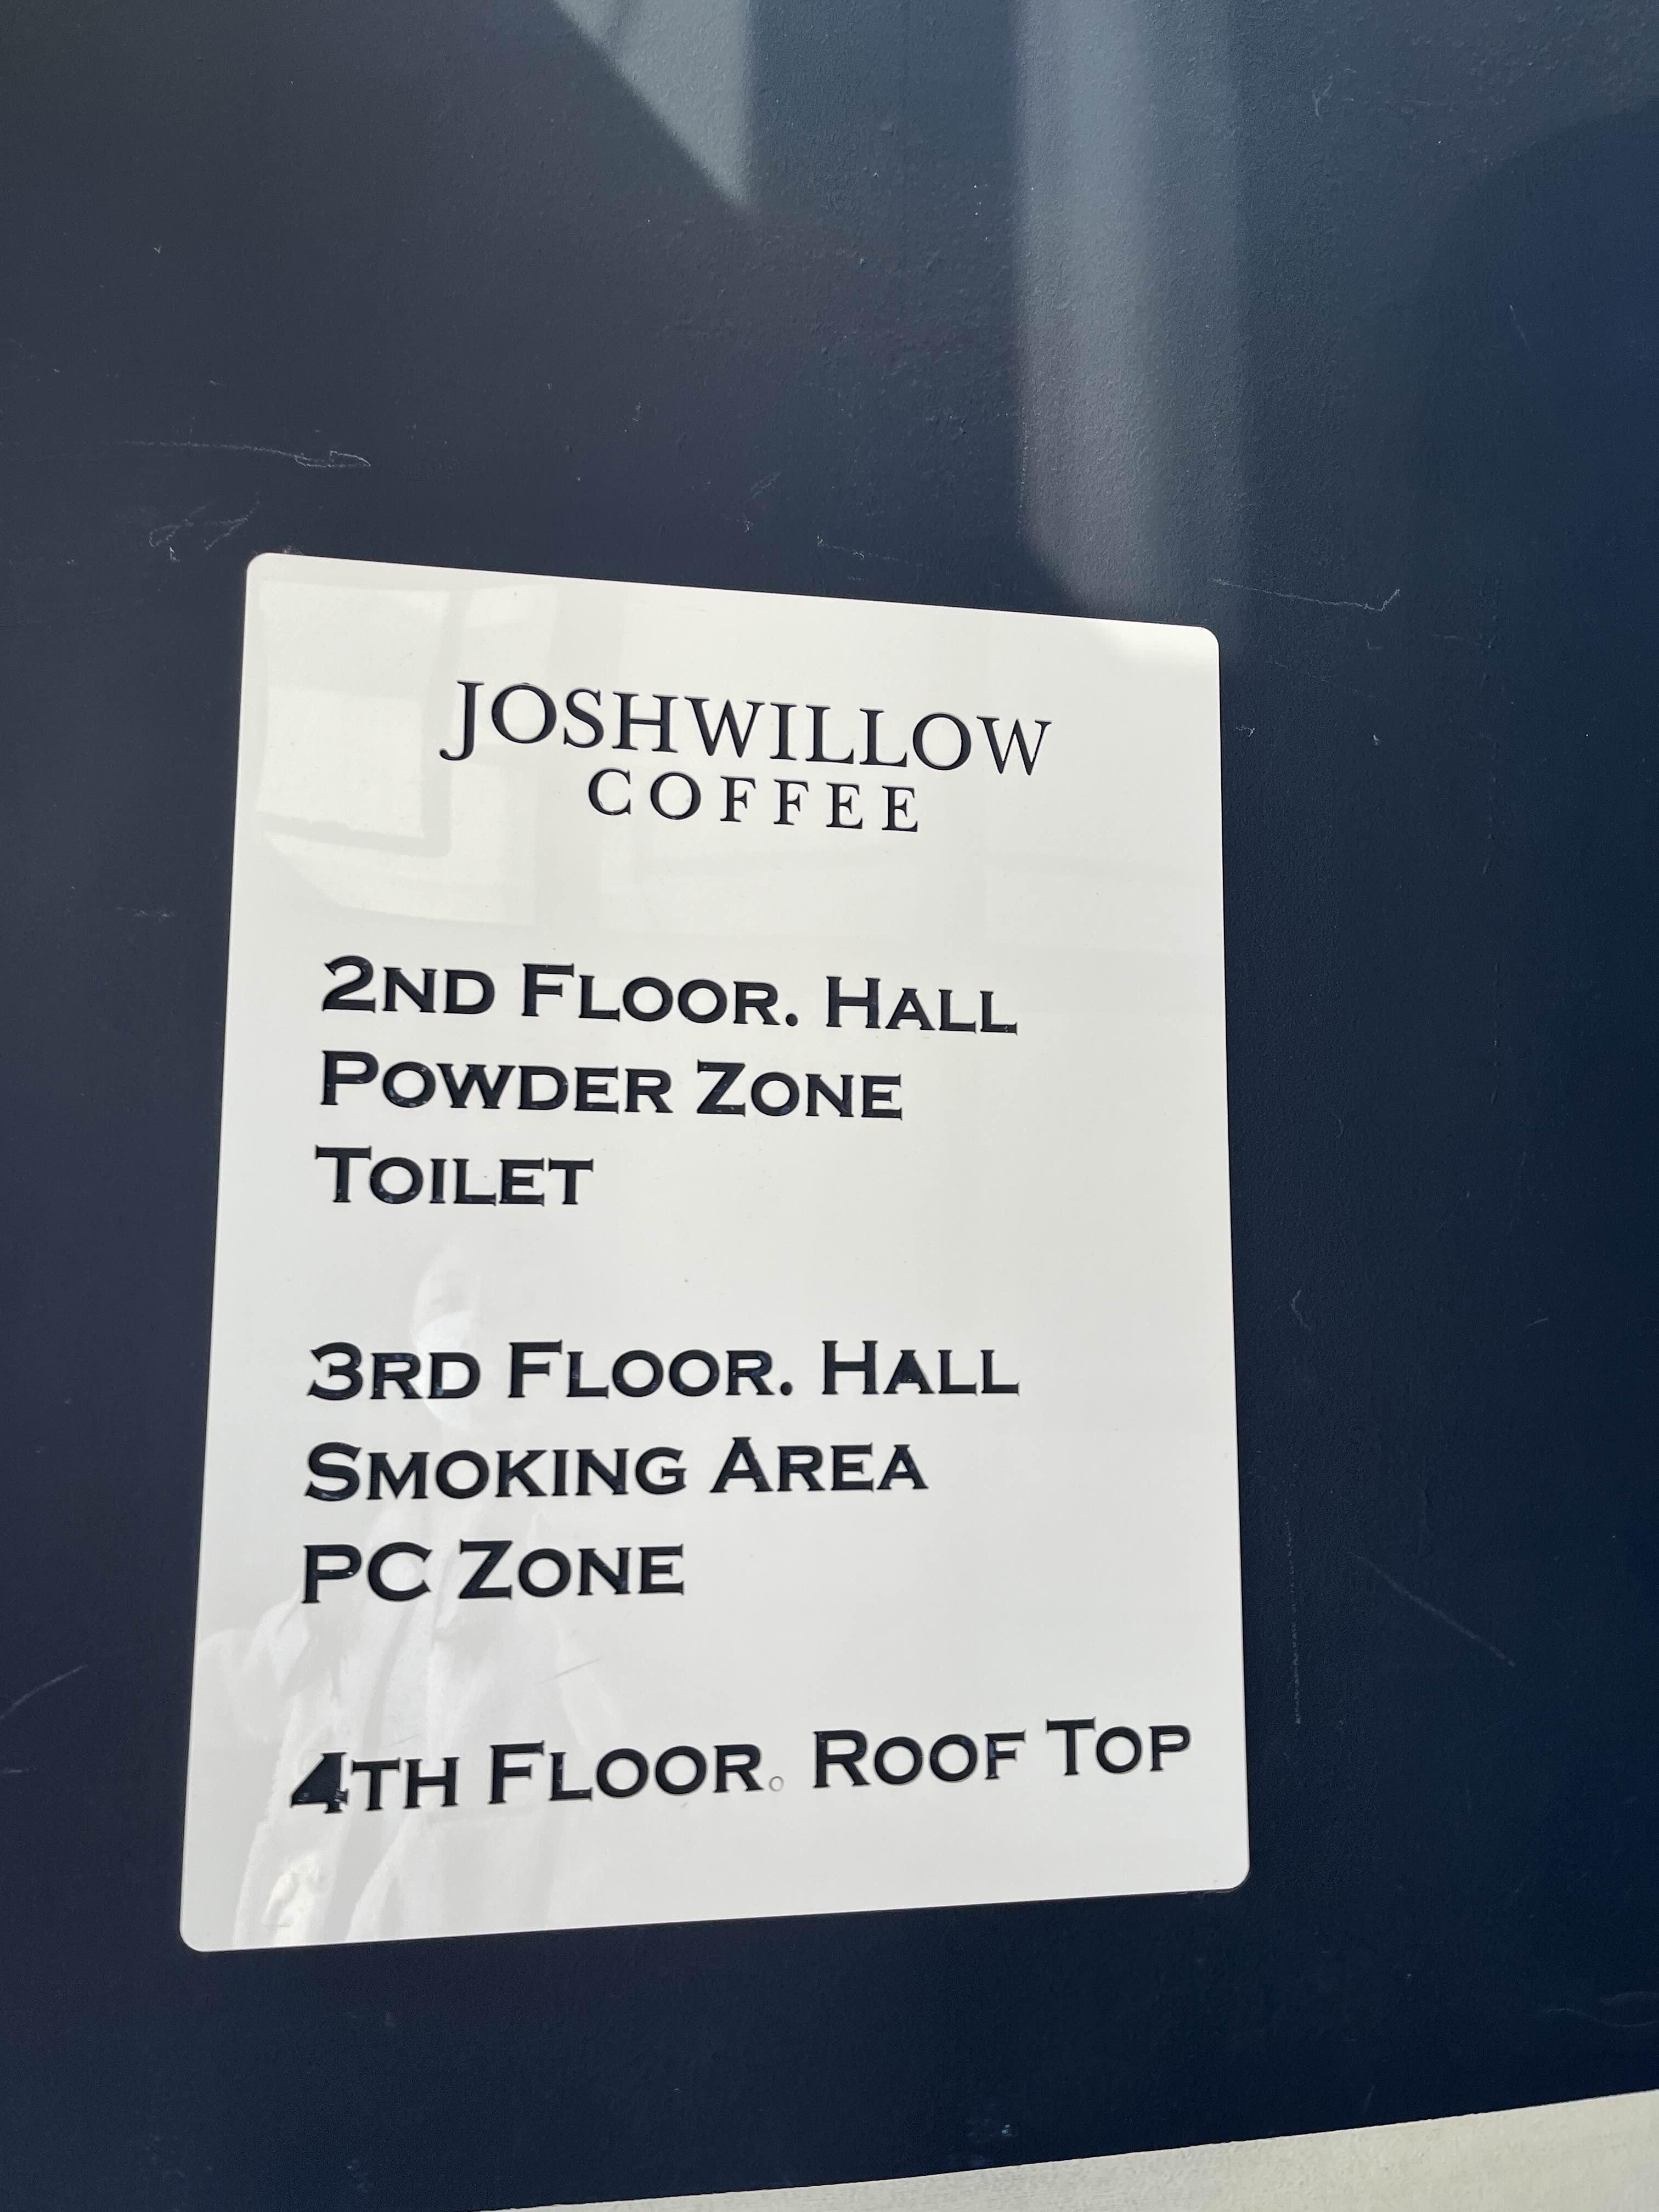 JOSHWILLOW
COFFEE
2ND FLOOR. HALL
POWDER ZONE
TOILET
3RD FLOOR. HALL
SMOKING AREA
PC ZONE
4TH FLOOR. ROOF TOP